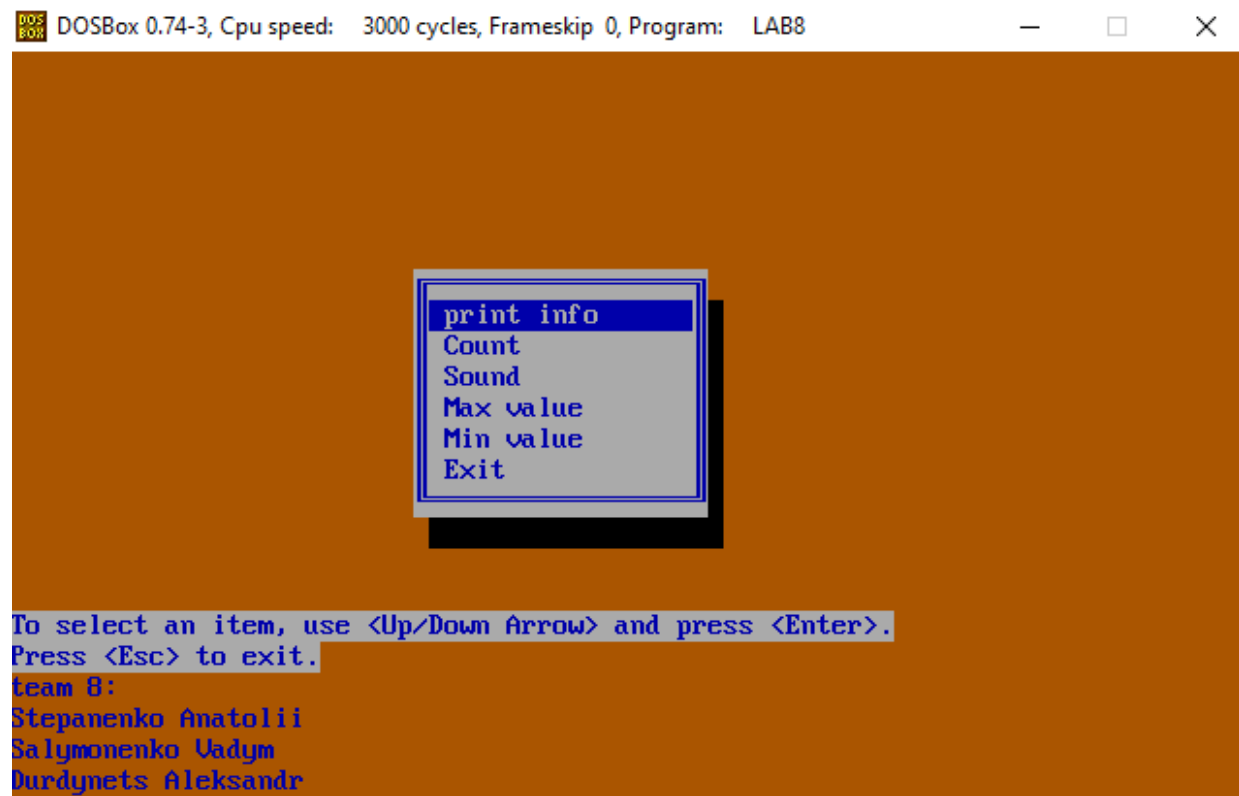 DOS BOX DOSBox 0.74-3, Cpu speed: 3000 cycles, Frameskip 0, Program: LAB8
print info
Count
Sound
Max value
Min value
Exit
To select an item, use <Up/Down Arrow> and press <Enter>.
Press <Esc> to exit.
team 8:
Stepanenko Anatolii
Salymonenko Vadym
Durdynets Aleksandr